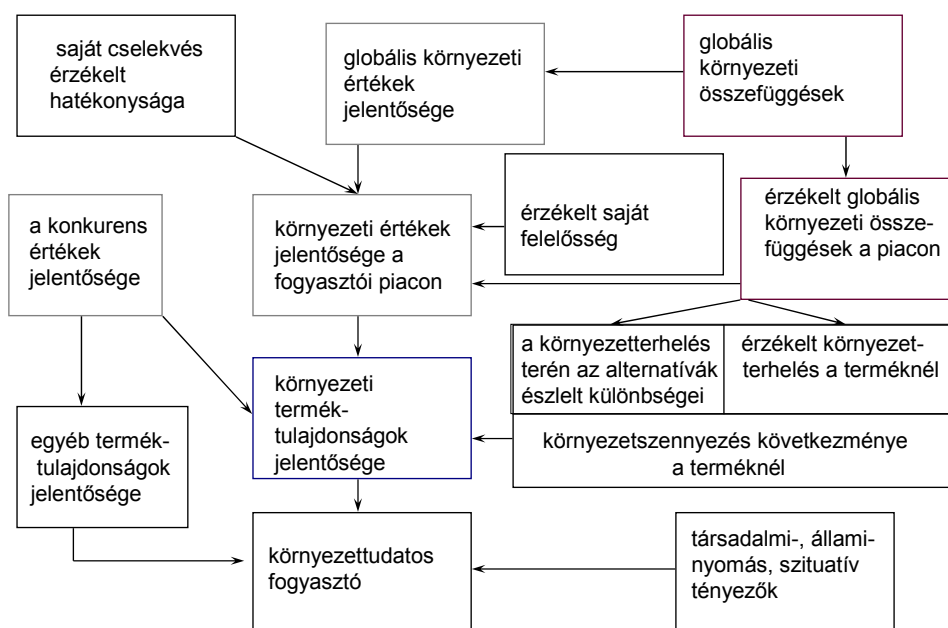 saját cselekvés
érzékelt
hatékonysága
globális környezeti
értékek
jelentősége
globális
környezeti
összefüggések
a konkurens
értékek
jelentősége
környezeti értékek
jelentősége a
fogyasztói piacon
érzékelt saját
felelősség
érzékelt globális
környezeti össze-
függések a piacon
a környezetterhelés
terén az alternatívák
észlelt különbségei
érzékelt környezet-
terhelés a terméknél
környezeti
termék-
tulajdonságok
jelentősége
egyéb termék-
tulajdonságok
jelentősége
környezetszennyezés következménye
a terméknél
környezettudatos
fogyasztó
társadalmi-, állami-
nyomás, szituatív
tényezők